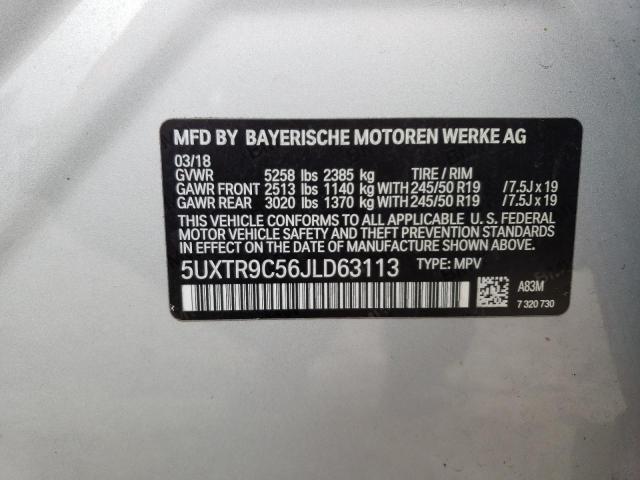 MFD BY BAYERISCHE MOTOREN WERKE AG
03/18
GVWR 5258 lbs 2385 kg TIRE / RIM
GAWR FRONT 2513 lbs 1140 kg WITH 245/50 R19 / 7.5J x 19
GAWR REAR 3020 lbs 1370 kg WITH 245/50 R19 / 7.5J x 19
THIS VEHICLE CONFORMS TO ALL APPLICABLE U. S. FEDERAL
MOTOR VEHICLE SAFETY AND THEFT PREVENTION STANDARDS
IN EFFECT ON THE DATE OF MANUFACTURE SHOWN ABOVE.
5UXTR9C56JLD63113 TYPE: MPV
A83M
7 320 730